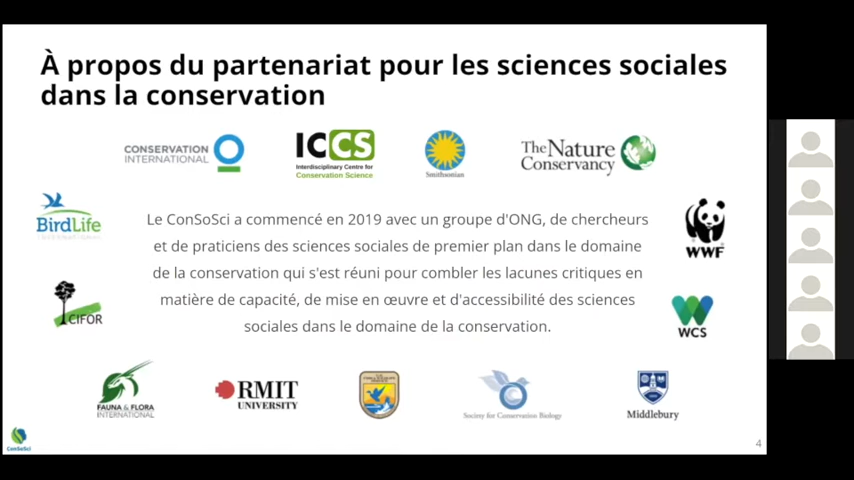 À propos du partenariat pour les sciences sociales
dans la conservation
CONSERVATION
INTERNATIONAL
ICCS
Interdisciplinary Centre for
Conservation Science
Smithsonian
The Nature
Conservancy
BirdLife
INTERNATIONAL
WWF
Le ConSoSci a commencé en 2019 avec un groupe d'ONG, de chercheurs
et de praticiens des sciences sociales de premier plan dans le domaine
de la conservation qui s'est réuni pour combler les lacunes critiques en
matière de capacité, de mise en œuvre et d'accessibilité des sciences
sociales dans le domaine de la conservation.
CIFOR
WCS
FAUNA & FLORA
INTERNATIONAL
RMIT
UNIVERSITY
Society for Conservation Biology
Middlebury
ConSoSci
4